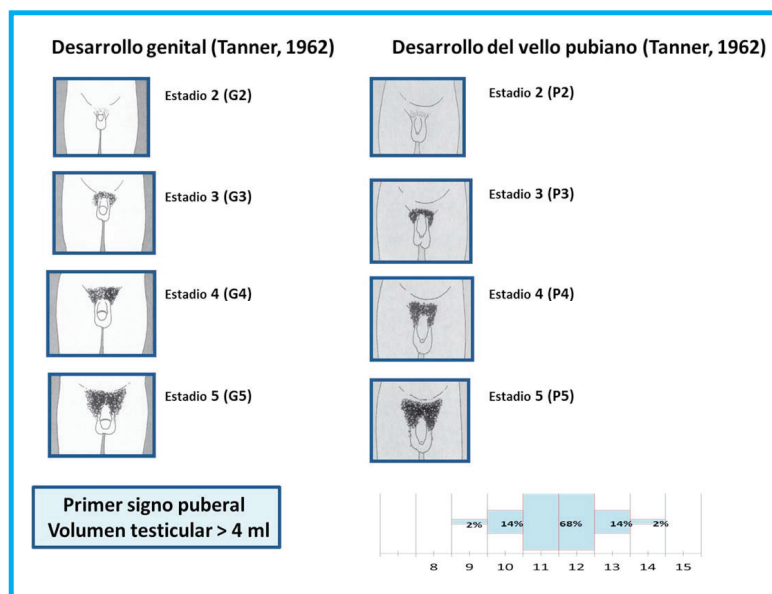 Desarrollo genital (Tanner, 1962)
Estadio 2 (G2)
Estadio 3 (G3)
Estadio 4 (G4)
Estadio 5 (G5)
Primer signo puberal
Volumen testicular > 4 ml
Desarrollo del vello pubiano (Tanner, 1962)
Estadio 2 (P2)
Estadio 3 (P3)
Estadio 4 (P4)
Estadio 5 (P5)
2% 14% 68% 14% 2%
8 9 10 11 12 13 14 15